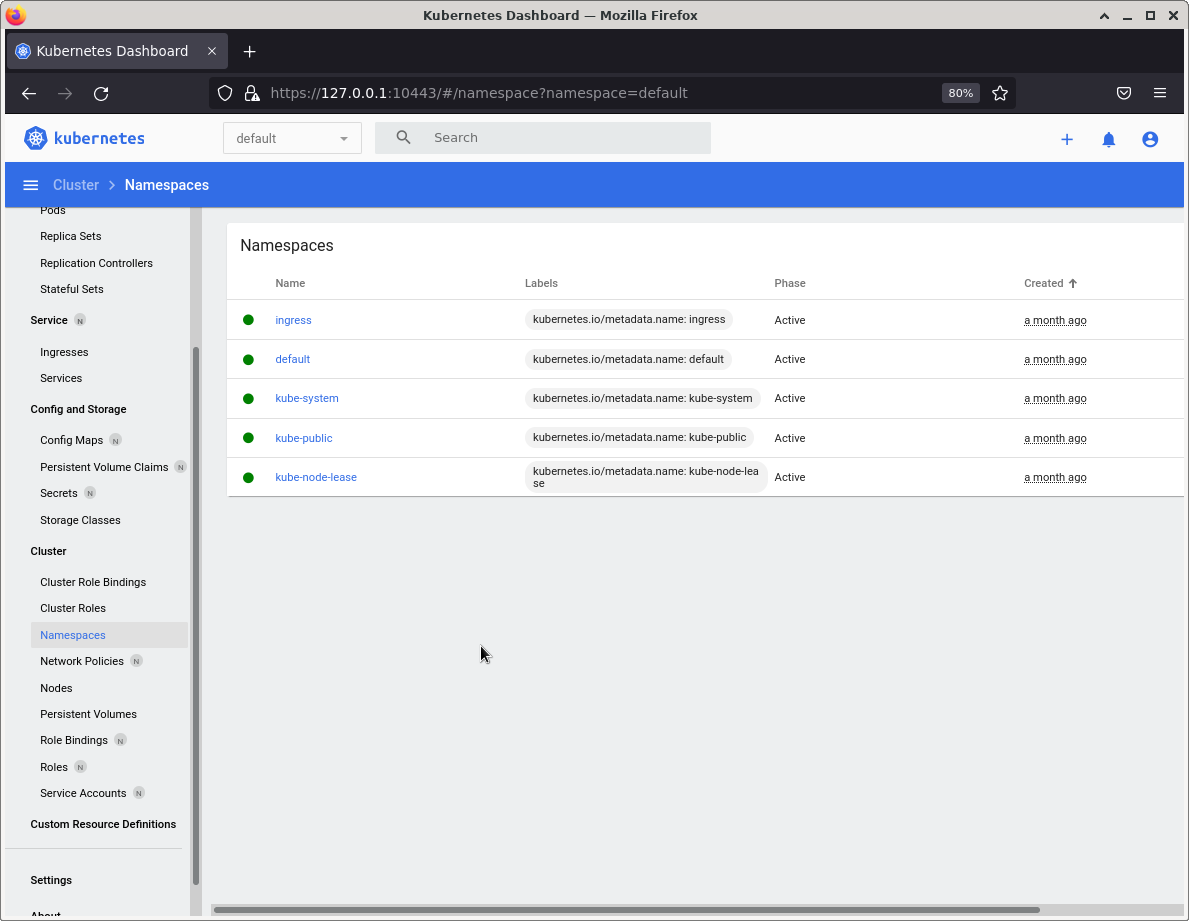 Kubernetes Dashboard — Mozilla Firefox
Kubernetes Dashboard
https://127.0.0.1:10443/#/namespace?namespace=default
80%
kubernetes
default
Search
Cluster
Namespaces
Pods
Replica Sets
Replication Controllers
Stateful Sets
Service N
Ingresses
Services
Config and Storage
Config Maps N
Persistent Volume Claims N
Secrets N
Storage Classes
Cluster
Cluster Role Bindings
Cluster Roles
Namespaces
Network Policies N
Nodes
Persistent Volumes
Role Bindings N
Roles N
Service Accounts N
Custom Resource Definitions
Settings
About
Namespaces
Name Labels Phase Created
ingress kubernetes.io/metadata.name: ingress Active a month ago
default kubernetes.io/metadata.name: default Active a month ago
kube-system kubernetes.io/metadata.name: kube-system Active a month ago
kube-public kubernetes.io/metadata.name: kube-public Active a month ago
kube-node-lease kubernetes.io/metadata.name: kube-node-lea Active a month ago
se